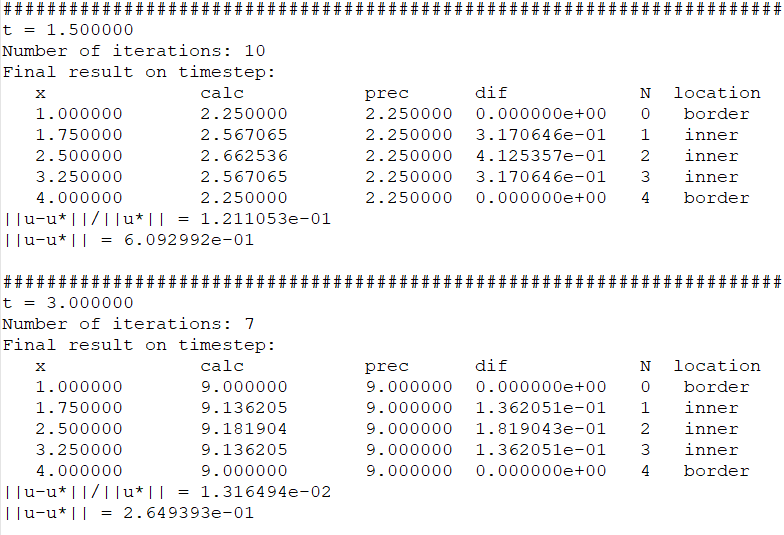 #######################################################################
t = 1.500000
Number of iterations: 10
Final result on timestep:
x calc prec dif N location
1.000000 2.250000 2.250000 0.000000e+00 0 border
1.750000 2.567065 2.250000 3.170646e-01 1 inner
2.500000 2.662536 2.250000 4.125357e-01 2 inner
3.250000 2.567065 2.250000 3.170646e-01 3 inner
4.000000 2.250000 2.250000 0.000000e+00 4 border
||u-u*||/||u*|| = 1.211053e-01
||u-u*|| = 6.092992e-01
#######################################################################
t = 3.000000
Number of iterations: 7
Final result on timestep:
x calc prec dif N location
1.000000 9.000000 9.000000 0.000000e+00 0 border
1.750000 9.136205 9.000000 1.362051e-01 1 inner
2.500000 9.181904 9.000000 1.819043e-01 2 inner
3.250000 9.136205 9.000000 1.362051e-01 3 inner
4.000000 9.000000 9.000000 0.000000e+00 4 border
||u-u*||/||u*|| = 1.316494e-02
||u-u*|| = 2.649393e-01